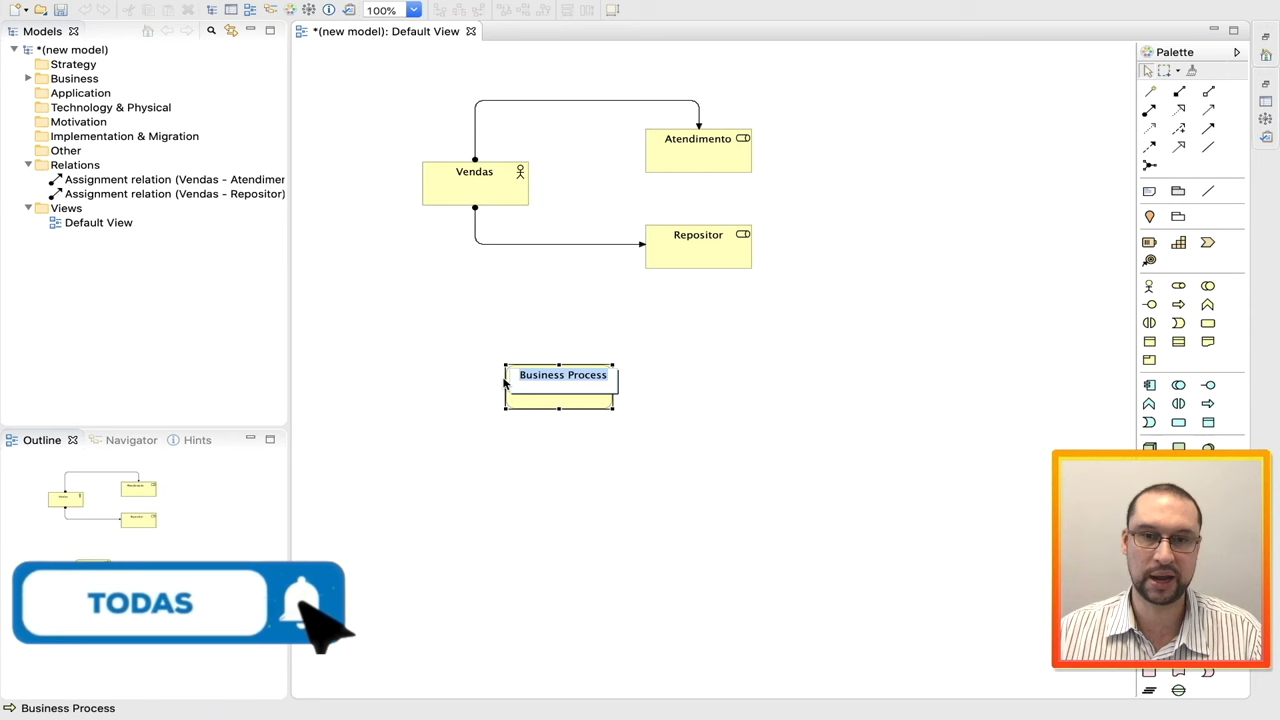 100%
Models
*(new model): Default View
Palette
*(new model)
Strategy
Business
Application
Technology & Physical
Motivation
Implementation & Migration
Other
Relations
Assignment relation (Vendas - Atendimer
Assignment relation (Vendas - Repositor)
Views
Default View
Atendimento
Vendas
Repositor
Business Process
Outline
Navigator
Hints
TODAS
Business Process